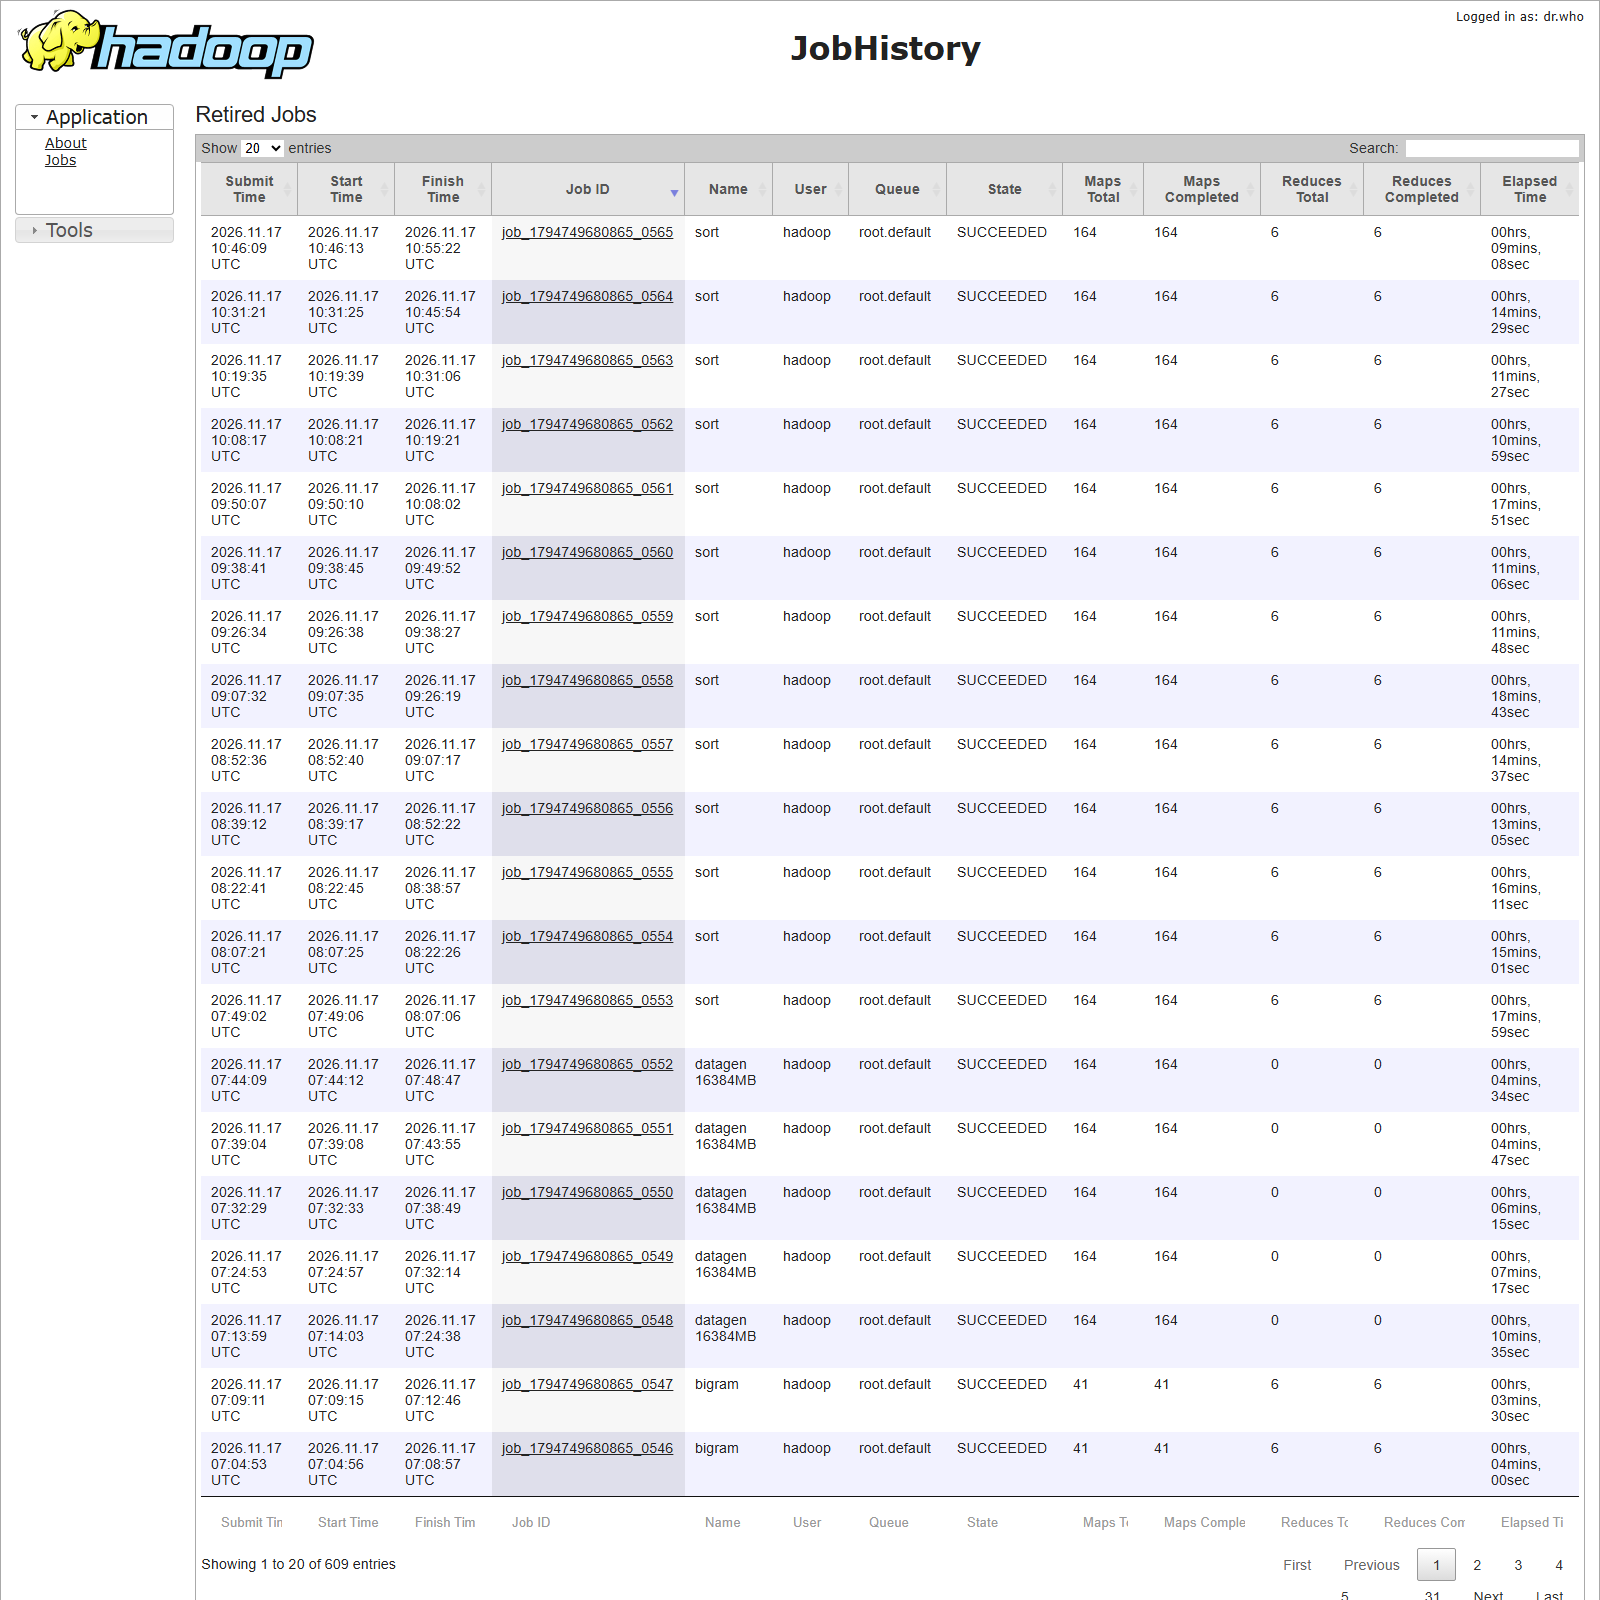 Logged in as: dr.who
hadoop
JobHistory
Application
About
Jobs
Tools
Retired Jobs
Show 20 entries
Search:
Submit Time Start Time Finish Time Job ID Name User Queue State Maps Total Maps Completed Reduces Total Reduces Completed Elapsed Time
2026.11.17 10:46:09 UTC 2026.11.17 10:46:13 UTC 2026.11.17 10:55:22 UTC job_1794749680865_0565 sort hadoop root.default SUCCEEDED 164 164 6 6 00hrs, 09mins, 08sec
2026.11.17 10:31:21 UTC 2026.11.17 10:31:25 UTC 2026.11.17 10:45:54 UTC job_1794749680865_0564 sort hadoop root.default SUCCEEDED 164 164 6 6 00hrs, 14mins, 29sec
2026.11.17 10:19:35 UTC 2026.11.17 10:19:39 UTC 2026.11.17 10:31:06 UTC job_1794749680865_0563 sort hadoop root.default SUCCEEDED 164 164 6 6 00hrs, 11mins, 27sec
2026.11.17 10:08:17 UTC 2026.11.17 10:08:21 UTC 2026.11.17 10:19:21 UTC job_1794749680865_0562 sort hadoop root.default SUCCEEDED 164 164 6 6 00hrs, 10mins, 59sec
2026.11.17 09:50:07 UTC 2026.11.17 09:50:10 UTC 2026.11.17 10:08:02 UTC job_1794749680865_0561 sort hadoop root.default SUCCEEDED 164 164 6 6 00hrs, 17mins, 51sec
2026.11.17 09:38:41 UTC 2026.11.17 09:38:45 UTC 2026.11.17 09:49:52 UTC job_1794749680865_0560 sort hadoop root.default SUCCEEDED 164 164 6 6 00hrs, 11mins, 06sec
2026.11.17 09:26:34 UTC 2026.11.17 09:26:38 UTC 2026.11.17 09:38:27 UTC job_1794749680865_0559 sort hadoop root.default SUCCEEDED 164 164 6 6 00hrs, 11mins, 48sec
2026.11.17 09:07:32 UTC 2026.11.17 09:07:35 UTC 2026.11.17 09:26:19 UTC job_1794749680865_0558 sort hadoop root.default SUCCEEDED 164 164 6 6 00hrs, 18mins, 43sec
2026.11.17 08:52:36 UTC 2026.11.17 08:52:40 UTC 2026.11.17 09:07:17 UTC job_1794749680865_0557 sort hadoop root.default SUCCEEDED 164 164 6 6 00hrs, 14mins, 37sec
2026.11.17 08:39:12 UTC 2026.11.17 08:39:17 UTC 2026.11.17 08:52:22 UTC job_1794749680865_0556 sort hadoop root.default SUCCEEDED 164 164 6 6 00hrs, 13mins, 05sec
2026.11.17 08:22:41 UTC 2026.11.17 08:22:45 UTC 2026.11.17 08:38:57 UTC job_1794749680865_0555 sort hadoop root.default SUCCEEDED 164 164 6 6 00hrs, 16mins, 11sec
2026.11.17 08:07:21 UTC 2026.11.17 08:07:25 UTC 2026.11.17 08:22:26 UTC job_1794749680865_0554 sort hadoop root.default SUCCEEDED 164 164 6 6 00hrs, 15mins, 01sec
2026.11.17 07:49:02 UTC 2026.11.17 07:49:06 UTC 2026.11.17 08:07:06 UTC job_1794749680865_0553 sort hadoop root.default SUCCEEDED 164 164 6 6 00hrs, 17mins, 59sec
2026.11.17 07:44:09 UTC 2026.11.17 07:44:12 UTC 2026.11.17 07:48:47 UTC job_1794749680865_0552 datagen 16384MB hadoop root.default SUCCEEDED 164 164 0 0 00hrs, 04mins, 34sec
2026.11.17 07:39:04 UTC 2026.11.17 07:39:08 UTC 2026.11.17 07:43:55 UTC job_1794749680865_0551 datagen 16384MB hadoop root.default SUCCEEDED 164 164 0 0 00hrs, 04mins, 47sec
2026.11.17 07:32:29 UTC 2026.11.17 07:32:33 UTC 2026.11.17 07:38:49 UTC job_1794749680865_0550 datagen 16384MB hadoop root.default SUCCEEDED 164 164 0 0 00hrs, 06mins, 15sec
2026.11.17 07:24:53 UTC 2026.11.17 07:24:57 UTC 2026.11.17 07:32:14 UTC job_1794749680865_0549 datagen 16384MB hadoop root.default SUCCEEDED 164 164 0 0 00hrs, 07mins, 17sec
2026.11.17 07:13:59 UTC 2026.11.17 07:14:03 UTC 2026.11.17 07:24:38 UTC job_1794749680865_0548 datagen 16384MB hadoop root.default SUCCEEDED 164 164 0 0 00hrs, 10mins, 35sec
2026.11.17 07:09:11 UTC 2026.11.17 07:09:15 UTC 2026.11.17 07:12:46 UTC job_1794749680865_0547 bigram hadoop root.default SUCCEEDED 41 41 6 6 00hrs, 03mins, 30sec
2026.11.17 07:04:53 UTC 2026.11.17 07:04:56 UTC 2026.11.17 07:08:57 UTC job_1794749680865_0546 bigram hadoop root.default SUCCEEDED 41 41 6 6 00hrs, 04mins, 00sec
Submit Tin Start Time Finish Tim Job ID Name User Queue State Maps To Maps Comple Reduces To Reduces Com Elapsed Ti
Showing 1 to 20 of 609 entries
First Previous 1 2 3 4
5 31 Next Last